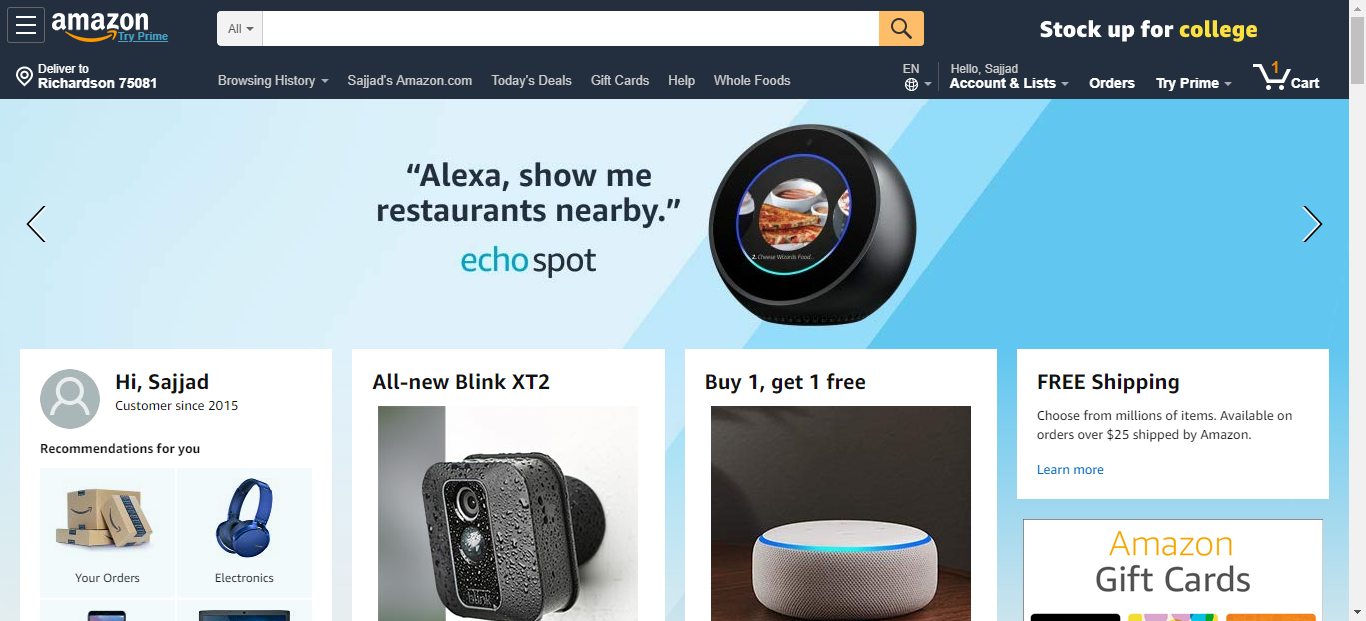 amazon
Try Prime
All
Stock up for college
Deliver to
Richardson 75081
Browsing History
Sajjad's Amazon.com
Today's Deals
Gift Cards
Help
Whole Foods
EN
Hello, Sajjad
Account & Lists
Orders
Try Prime
1
Cart
“Alexa, show me
restaurants nearby.”
echo spot
2. Cheese Wizards Food...
Hi, Sajjad
Customer since 2015
Recommendations for you
Your Orders
Electronics
All-new Blink XT2
blink
Buy 1, get 1 free
FREE Shipping
Choose from millions of items. Available on
orders over $25 shipped by Amazon.
Learn more
Amazon
Gift Cards